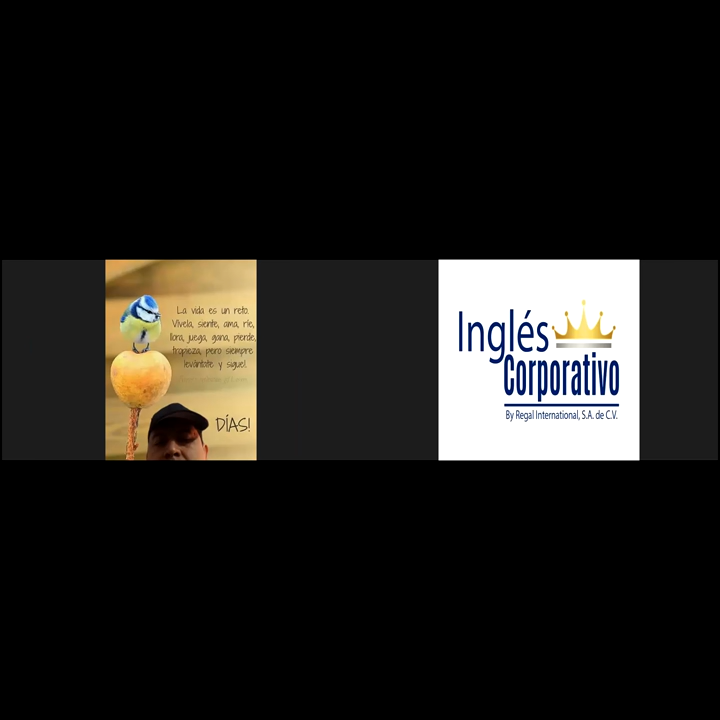 La vida es un reto.
Vívela, siente, ama, ríe,
llora, juega, gana, pierde,
tropieza, pero siempre
levántate y sigue!.
DÍAS!
Inglés
Corporativo
By Regal International, S.A. de C.V.